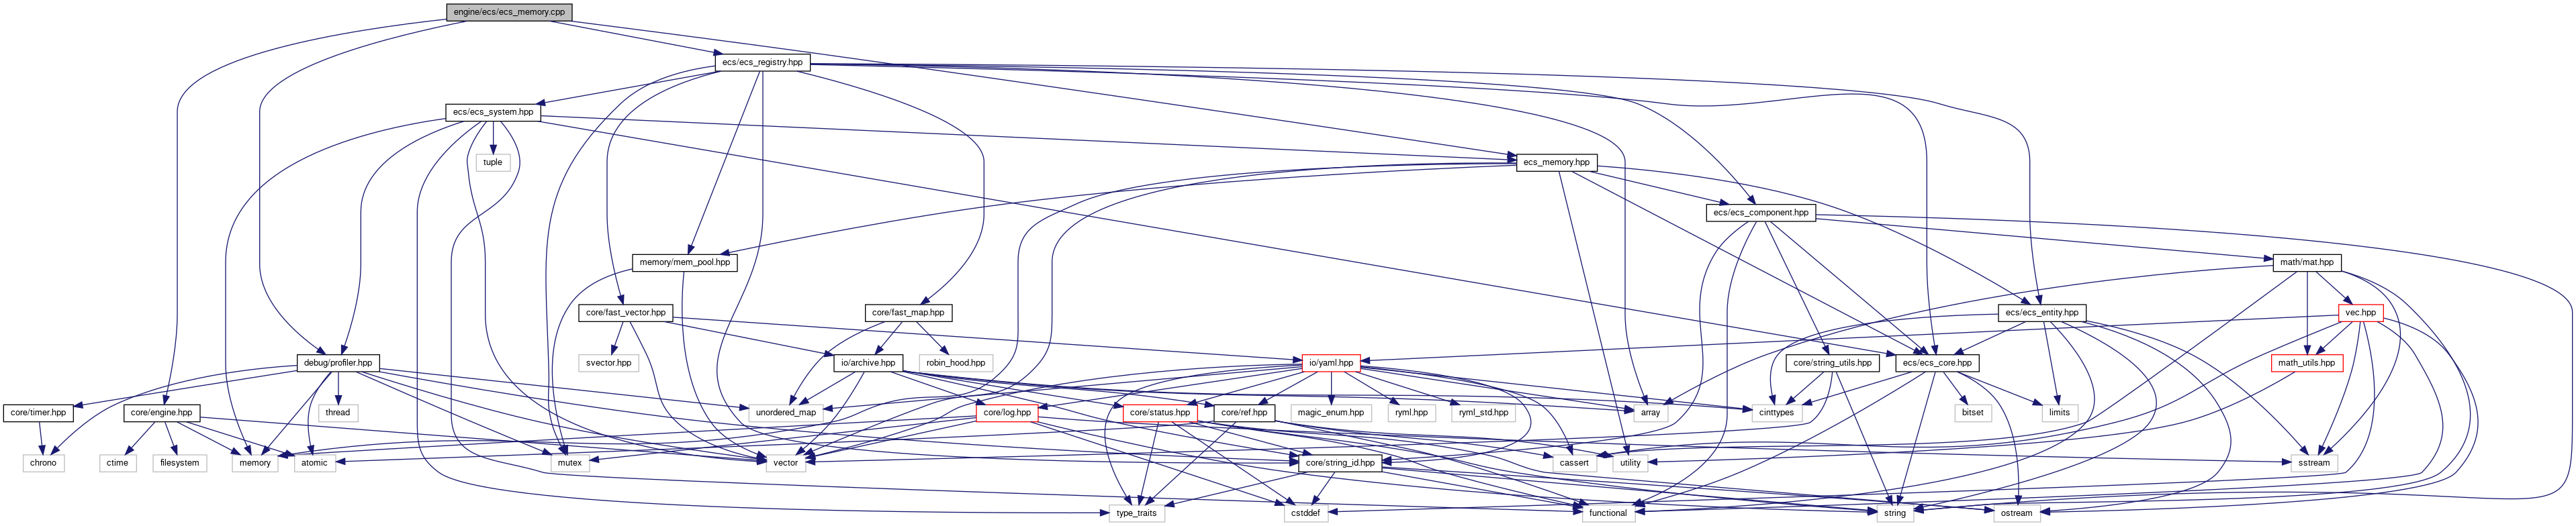 engine/ecs/ecs_memory.cpp
ecs/ecs_registry.hpp
ecs/ecs_system.hpp
tuple
ecs_memory.hpp
ecs/ecs_component.hpp
memory/mem_pool.hpp
math/mat.hpp
core/fast_vector.hpp
core/fast_map.hpp
ecs/ecs_entity.hpp
vec.hpp
debug/profiler.hpp
svector.hpp
io/archive.hpp
robin_hood.hpp
io/yaml.hpp
core/string_utils.hpp
ecs/ecs_core.hpp
math_utils.hpp
core/timer.hpp
core/engine.hpp
thread
unordered_map
core/log.hpp
core/status.hpp
core/ref.hpp
magic_enum.hpp
ryml.hpp
ryml_std.hpp
array
cinttypes
bitset
limits
chrono
ctime
filesystem
memory
atomic
mutex
vector
core/string_id.hpp
cassert
utility
sstream
type_traits
cstddef
functional
string
ostream